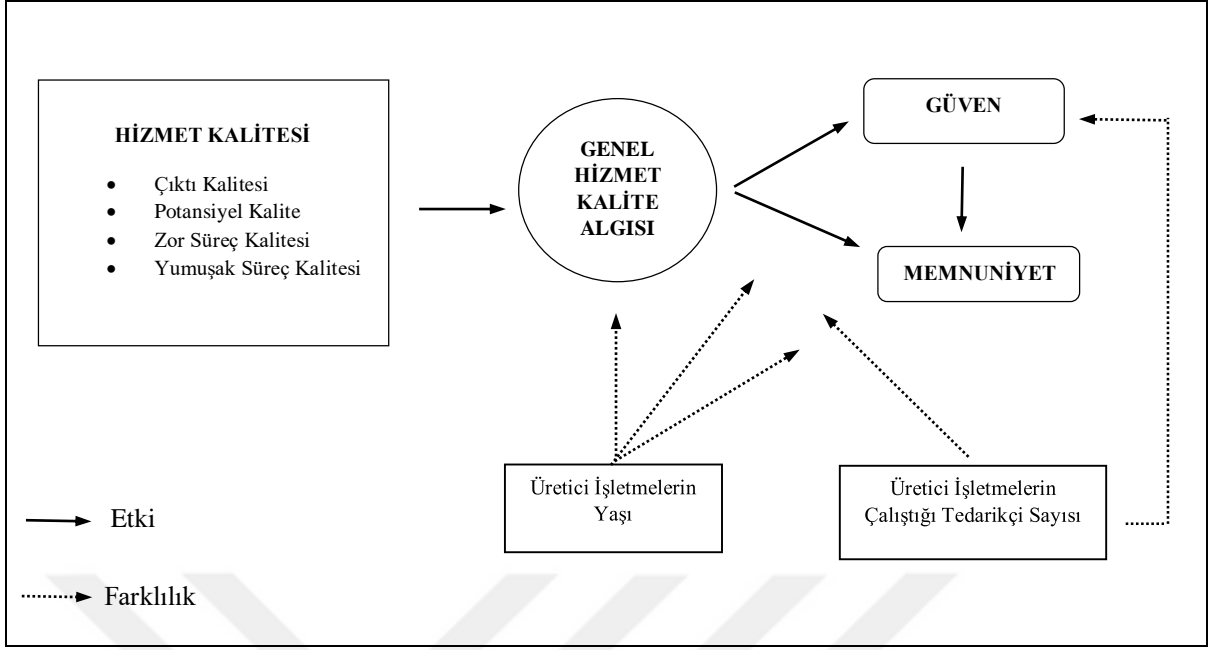 HİZMET KALİTESİ
• Çıktı Kalitesi
• Potansiyel Kalite
• Zor Süreç Kalitesi
• Yumuşak Süreç Kalitesi
GENEL
HİZMET
KALİTE
ALGISI
GÜVEN
MEMNUNİYET
Üretici İşletmelerin
Yaşı
Üretici İşletmelerin
Çalıştığı Tedarikçi Sayısı
Etki
Farklılık